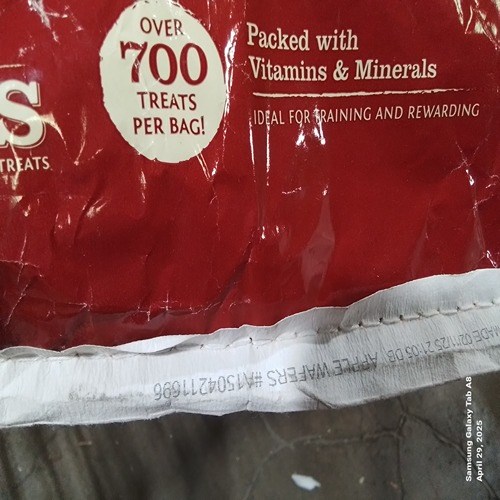 OVER
700
TREATS
PER BAG!
Packed with
Vitamins & Minerals
IDEAL FOR TRAINING AND REWARDING
S
TREATS
APPLE WAFERS #A1504211696
Samsung Galaxy Tab A8
April 29, 2025